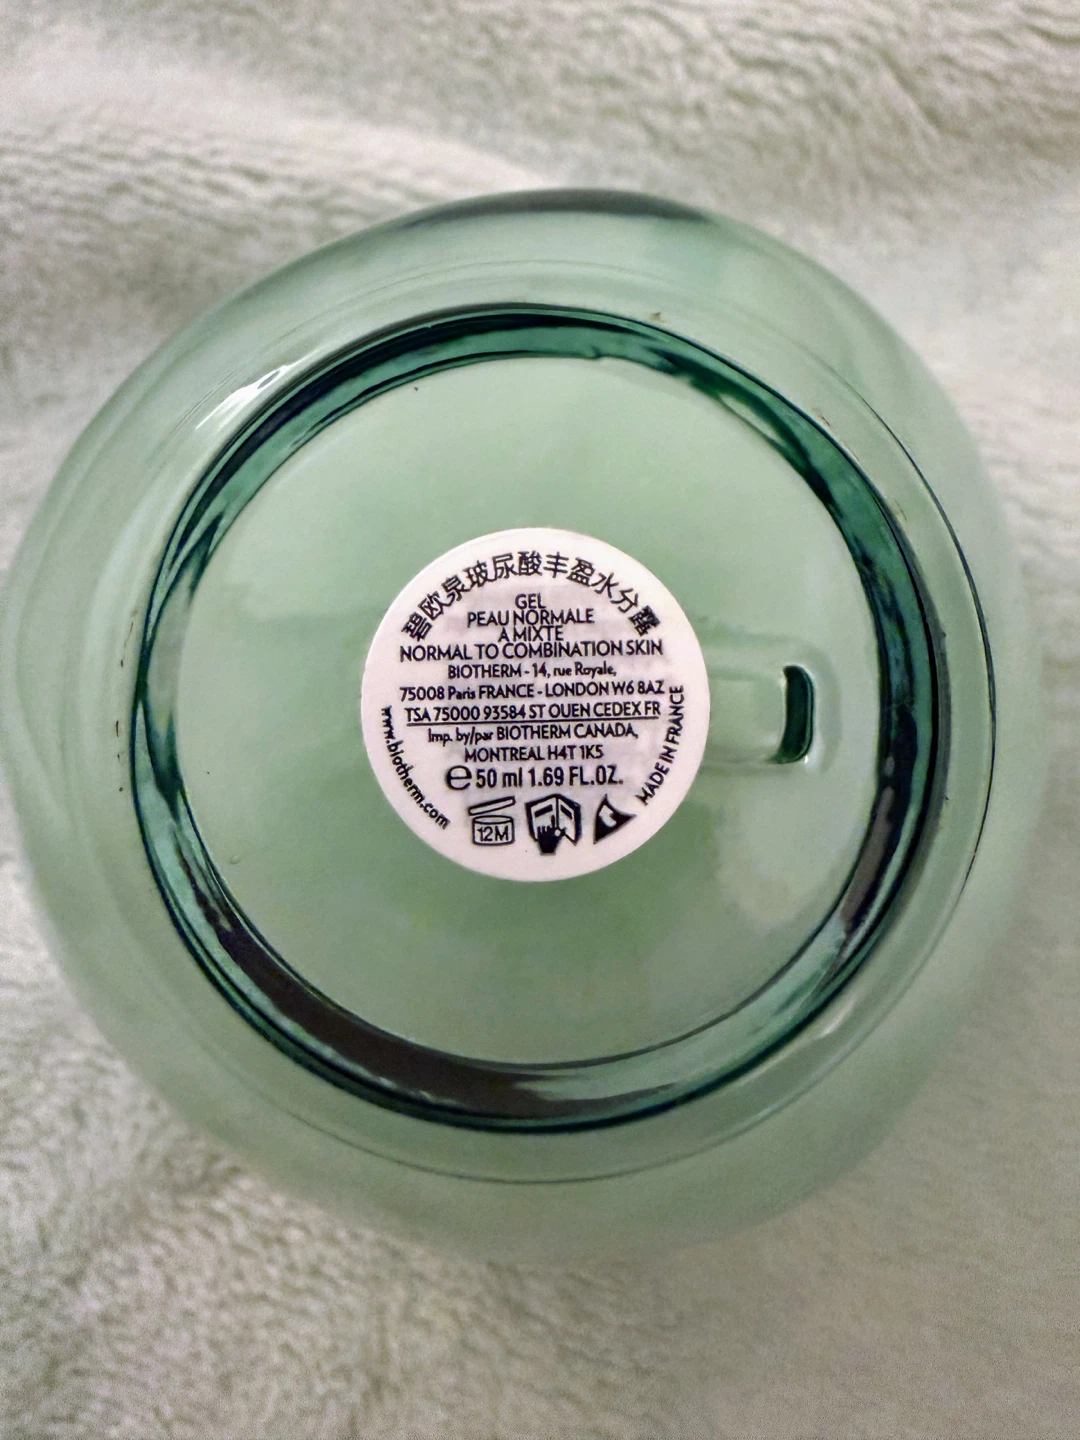 碧欧泉玻尿酸丰盈水分露
GEL
PEAU NORMALE
A MIXTE
NORMAL TO COMBINATION SKIN
BIOTHERM - 14, rue Royale,
75008 Paris FRANCE - LONDON W6 8AZ
TSA 75000 93584 ST OUEN CEDEX FR
Imp. by/par BIOTHERM CANADA,
MONTREAL H4T 1K5
℮ 50 ml 1.69 FL.OZ.
www.biotherm.com
MADE IN FRANCE
12M